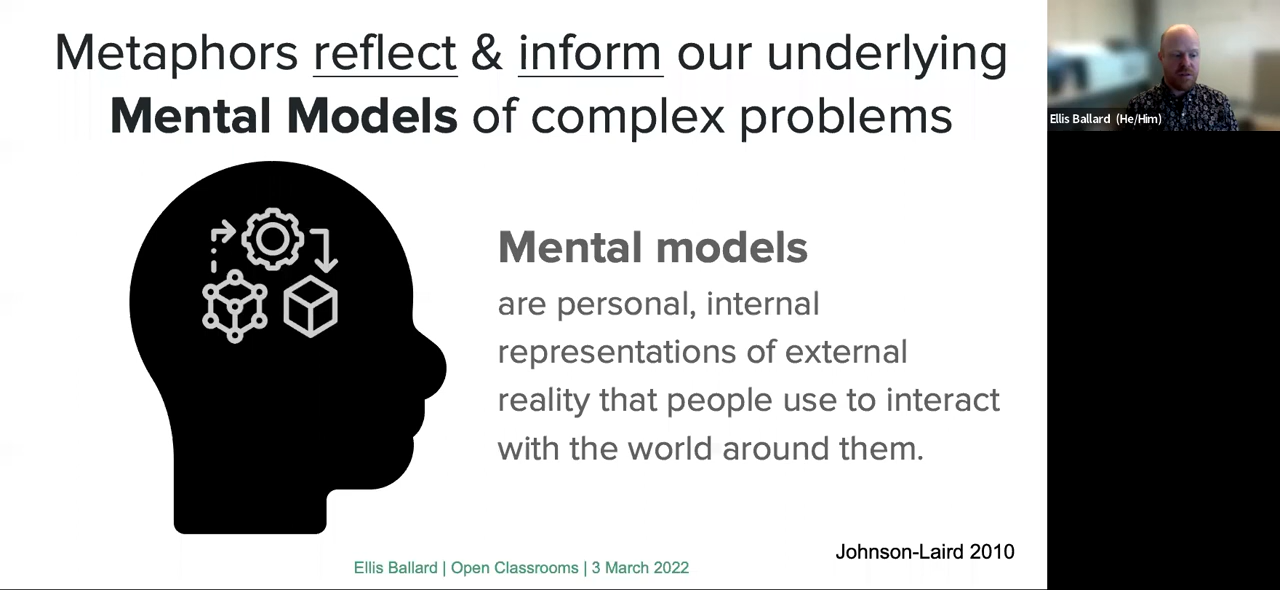 Metaphors reflect & inform our underlying
Mental Models of complex problems
Ellis Ballard (He/Him)
Mental models
are personal, internal
representations of external
reality that people use to interact
with the world around them.
Johnson-Laird 2010
Ellis Ballard | Open Classrooms | 3 March 2022